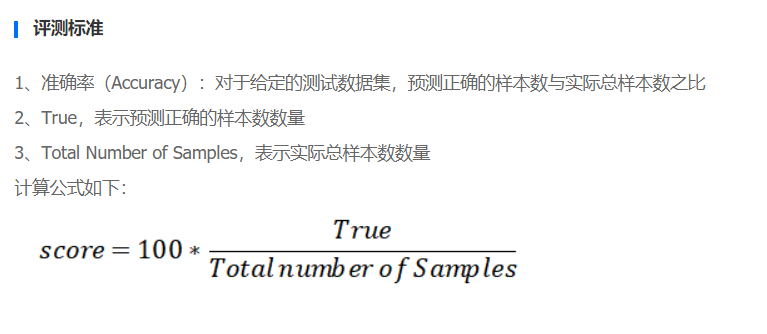 评测标准
1、准确率（Accuracy）：对于给定的测试数据集，预测正确的样本数与实际总样本数之比
2、True，表示预测正确的样本数数量
3、Total Number of Samples，表示实际总样本数数量
计算公式如下：
score = 100 * True / Total number of Samples